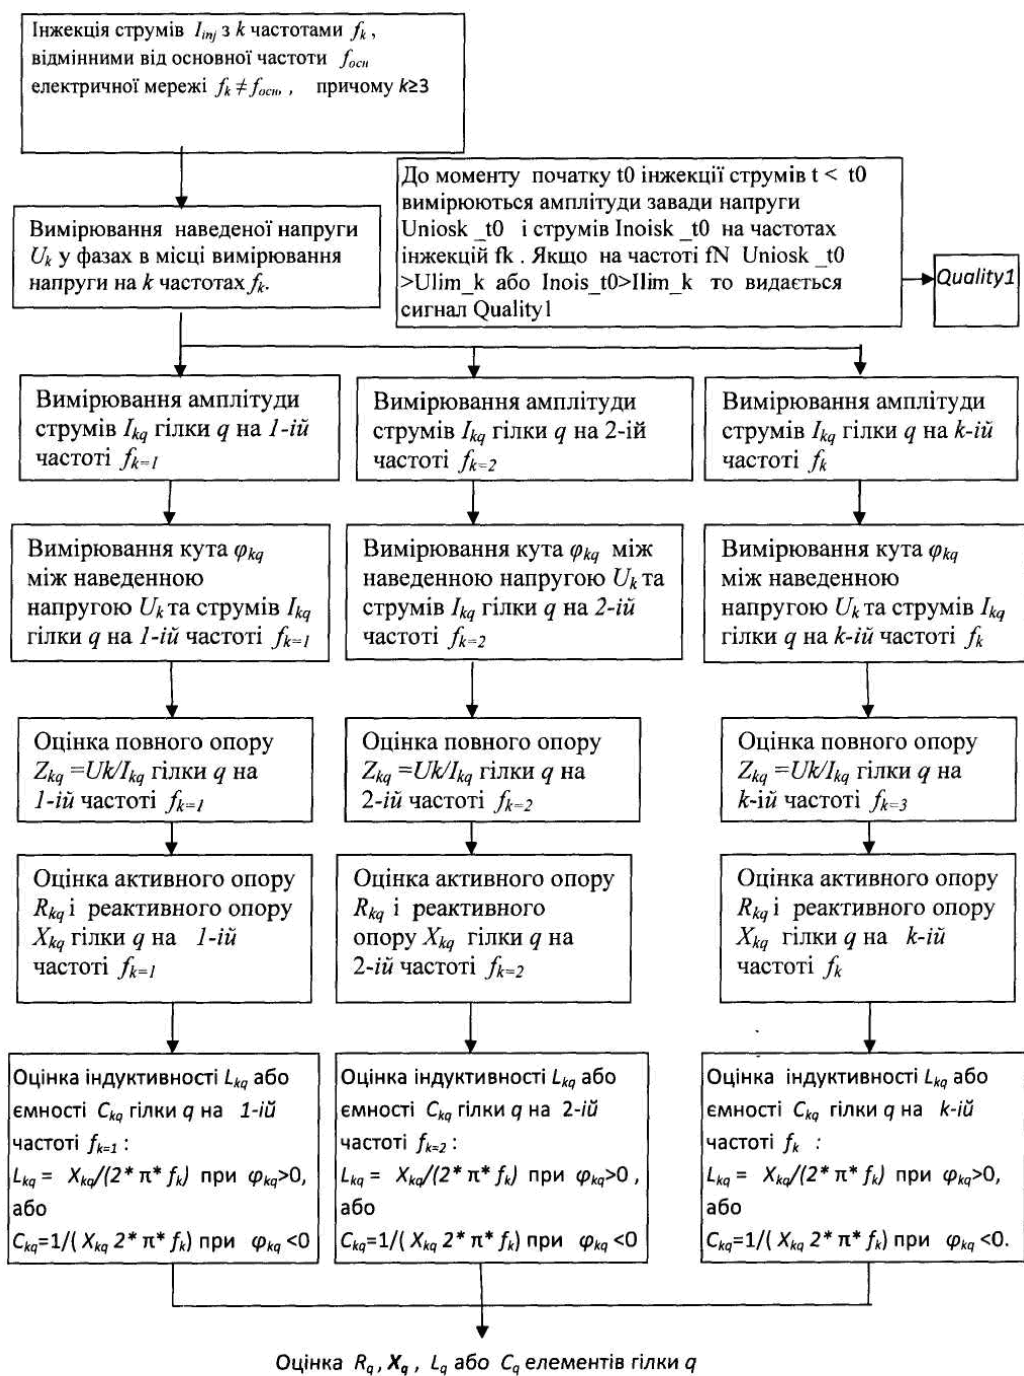 Інжекція струмів I_inj з k частотами f_k ,
відмінними від основної частоти f_осн
електричної мережі f_k ≠ f_осн, , причому k≥3
До моменту початку t0 інжекції струмів t < t0
вимірюються амплітуди завади напруги
Uniosk _t0 і струмів Inoisk _t0 на частотах
інжекцій fk . Якщо на частоті fN Uniosk _t0
>Ulim_k або Inois_t0>Ilim_k то видається
сигнал Quality1
Quality1
Вимірювання наведеної напруги
U_k у фазах в місці вимірювання
напруги на k частотах f_k.
Вимірювання амплітуди
струмів I_kq гілки q на 1-ій
частоті f_k=1
Вимірювання амплітуди
струмів I_kq гілки q на 2-ій
частоті f_k=2
Вимірювання амплітуди
струмів I_kq гілки q на k-ій
частоті f_k
Вимірювання кута φ_kq
між наведенною
напругою U_k та струмів I_kq
гілки q на 1-ій частоті f_k=1
Вимірювання кута φ_kq між
наведенною напругою U_k та
струмів I_kq гілки q на 2-ій
частоті f_k=2
Вимірювання кута φ_kq
між наведенною
напругою U_k та струмів I_kq
гілки q на k-ій частоті f_k
Оцінка повного опору
Z_kq =Uk/I_kq гілки q на
1-ій частоті f_k=1
Оцінка повного опору
Z_kq =Uk/I_kq гілки q на
2-ій частоті f_k=2
Оцінка повного опору
Z_kq =Uk/I_kq гілки q на
k-ій частоті f_k=3
Оцінка активного опору
R_kq і реактивного опору
X_kq гілки q на 1-ій
частоті f_k=1
Оцінка активного опору
R_kq і реактивного
опору X_kq гілки q на
2-ій частоті f_k=2
Оцінка активного опору
R_kq і реактивного опору
X_kq гілки q на k-ій
частоті f_k
Оцінка індуктивності L_kq або
ємності C_kq гілки q на 1-ій
частоті f_k=1 :
L_kq = X_kq/(2* π* f_k) при φ_kq>0,
або
C_kq=1/( X_kq 2* π* f_k) при φ_kq <0
Оцінка індуктивності L_kq або
ємності C_kq гілки q на 2-ій
частоті f_k=2 :
L_kq = X_kq/(2* π* f_k) при φ_kq>0 ,
або
C_kq=1/( X_kq 2* π* f_k) при φ_kq <0
Оцінка індуктивності L_kq або
ємності C_kq гілки q на k-ій
частоті f_k :
L_kq = X_kq/(2* π* f_k) при φ_kq>0,
або
C_kq=1/( X_kq 2* π* f_k) при φ_kq <0.
Оцінка R_q , X_q , L_q або C_q елементів гілки q